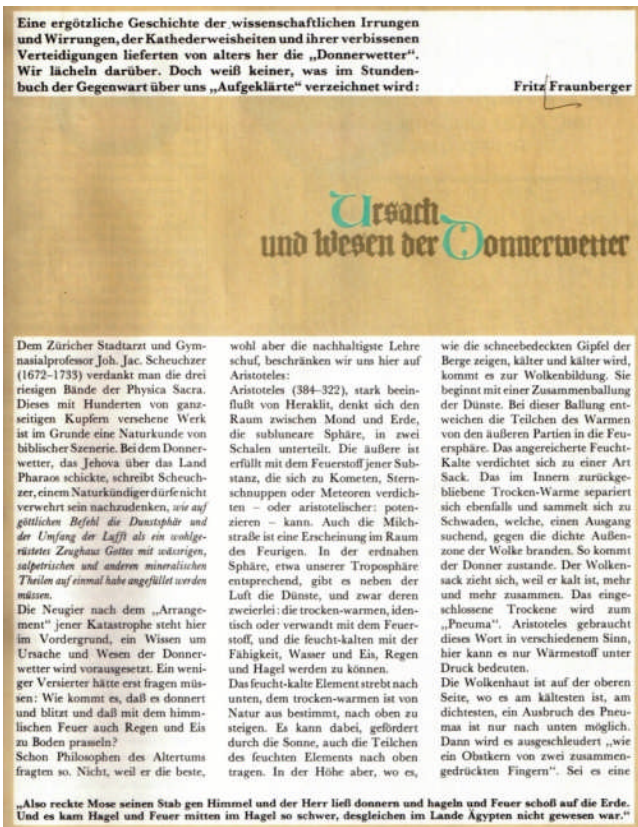 Eine ergötzliche Geschichte der wissenschaftlichen Irrungen
und Wirrungen, der Kathederweisheiten und ihrer verbissenen
Verteidigungen lieferten von alters her die „Donnerwetter“.
Wir lächeln darüber. Doch weiß keiner, was im Stunden-
buch der Gegenwart über uns „Aufgeklärte“ verzeichnet wird:
Fritz Fraunberger
Ursach
und Wesen der Donnerwetter
Dem Züricher Stadtarzt und Gym-
nasialprofessor Joh. Jac. Scheuchzer
(1672–1733) verdankt man die drei
riesigen Bände der Physica Sacra.
Dieses mit Hunderten von ganz-
seitigen Kupfern versehene Werk
ist im Grunde eine Naturkunde von
biblischer Szenerie. Bei dem Donner-
wetter, das Jehova über das Land
Pharaos schickte, schreibt Scheuch-
zer, einem Naturkündiger dürfe nicht
verwehrt sein nachzudenken, wie auf
göttlichen Befehl die Dunstsphär und
der Umfang der Lufft als ein wohlge-
rüstetes Zeughaus Gottes mit wässrigen,
salpetrischen und anderen mineralischen
Theilen auf einmal habe angefüllet werden
müssen.
Die Neugier nach dem „Arrange-
ment“ jener Katastrophe steht hier
im Vordergrund, ein Wissen um
Ursache und Wesen der Donner-
wetter wird vorausgesetzt. Ein weni-
ger Versierter hätte erst fragen müs-
sen: Wie kommt es, daß es donnert
und blitzt und daß mit dem himm-
lischen Feuer auch Regen und Eis
zu Boden prasseln?
Schon Philosophen des Altertums
fragten so. Nicht, weil er die beste,
wohl aber die nachhaltigste Lehre
schuf, beschränken wir uns hier auf
Aristoteles:
Aristoteles (384–322), stark beein-
flußt von Heraklit, denkt sich den
Raum zwischen Mond und Erde,
die sublunare Sphäre, in zwei
Schalen unterteilt. Die äußere ist
erfüllt mit dem Feuerstoff jener Sub-
stanz, die sich zu Kometen, Stern-
schnuppen oder Meteoren verdich-
ten – oder aristotelischer: poten-
zieren – kann. Auch die Milch-
straße ist eine Erscheinung im Raum
des Feurigen. In der erdnahen
Sphäre, etwa unserer Troposphäre
entsprechend, gibt es neben der
Luft die Dünste, und zwar deren
zweierlei: die trocken-warmen, iden-
tisch oder verwandt mit dem Feuer-
stoff, und die feucht-kalten mit der
Fähigkeit, Wasser und Eis, Regen
und Hagel werden zu können.
Das feucht-kalte Element strebt nach
unten, dem trocken-warmen ist von
Natur aus bestimmt, nach oben zu
steigen. Es kann dabei, gefördert
durch die Sonne, auch die Teilchen
des feuchten Elements nach oben
tragen. In der Höhe aber, wo es,
wie die schneebedeckten Gipfel der
Berge zeigen, kälter und kälter wird,
kommt es zur Wolkenbildung. Sie
beginnt mit einer Zusammenballung
der Dünste. Bei dieser Ballung ent-
weichen die Teilchen des Warmen
von den äußeren Partien in die Feu-
ersphäre. Das angereicherte Feucht-
Kalte verdichtet sich zu einer Art
Sack. Das im Innern zurückge-
bliebene Trocken-Warme separiert
sich ebenfalls und sammelt sich zu
Schwaden, welche, einen Ausgang
suchend, gegen die dichte Außen-
zone der Wolke branden. So kommt
der Donner zustande. Der Wolken-
sack zieht sich, weil er kalt ist, mehr
und mehr zusammen. Das einge-
schlossene Trockene wird zum
„Pneuma“. Aristoteles gebraucht
dieses Wort in verschiedenem Sinn,
hier kann es nur Wärmestoff unter
Druck bedeuten.
Die Wolkenhaut ist auf der oberen
Seite, wo es am kältesten ist, am
dichtesten, ein Ausbruch des Pneu-
mas ist nur nach unten möglich.
Dann wird es ausgeschleudert „wie
ein Obstkern von zwei zusammen-
gedrückten Fingern“. Sei es eine
„Also reckte Mose seinen Stab gen Himmel und der Herr ließ donnern und hageln und Feuer schoß auf die Erde.
Und es kam Hagel und Feuer mitten im Hagel so schwer, desgleichen im Lande Ägypten nicht gewesen war.“